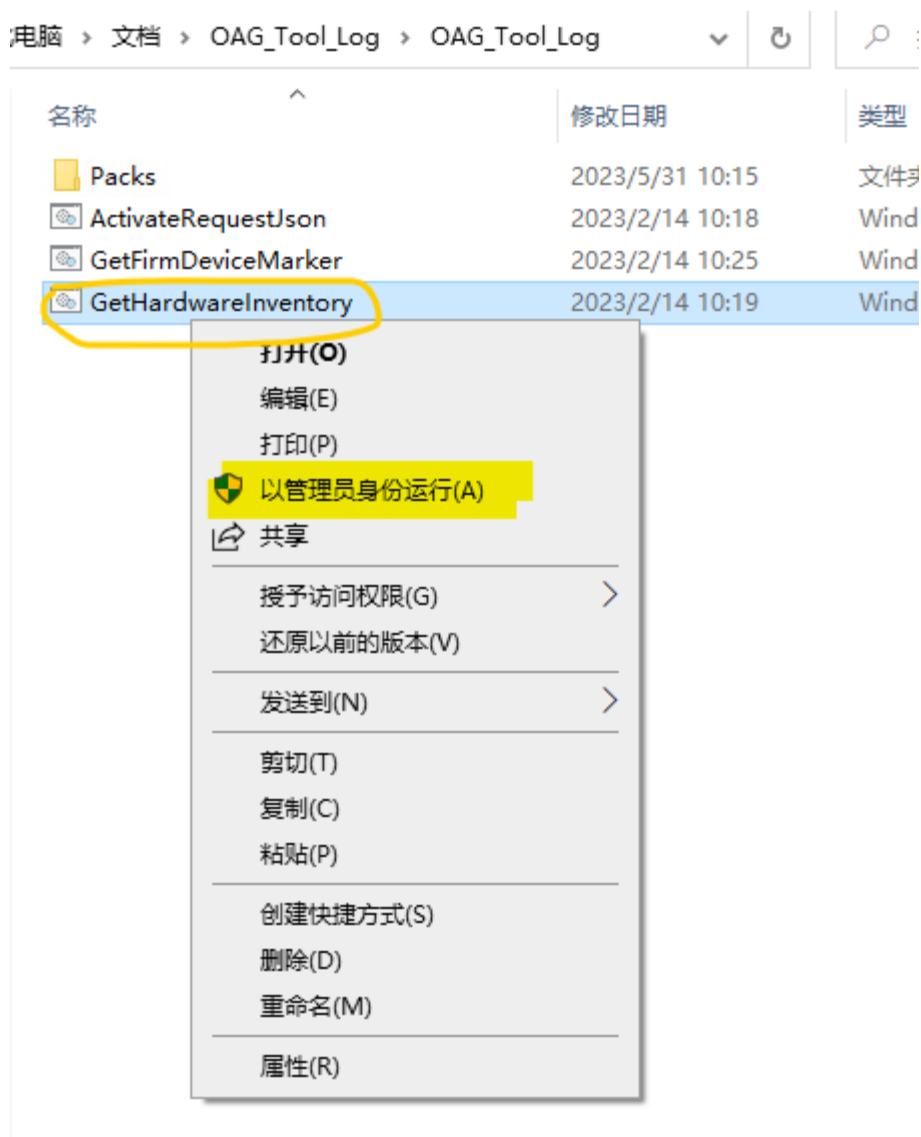 电脑 › 文档 › OAG_Tool_Log › OAG_Tool_Log
名称 修改日期 类型
Packs 2023/5/31 10:15 文件夹
ActivateRequestJson 2023/2/14 10:18 Wind
GetFirmDeviceMarker 2023/2/14 10:25 Wind
GetHardwareInventory 2023/2/14 10:19 Wind
打开(O)
编辑(E)
打印(P)
以管理员身份运行(A)
共享
授予访问权限(G)
还原以前的版本(V)
发送到(N)
剪切(T)
复制(C)
粘贴(P)
创建快捷方式(S)
删除(D)
重命名(M)
属性(R)